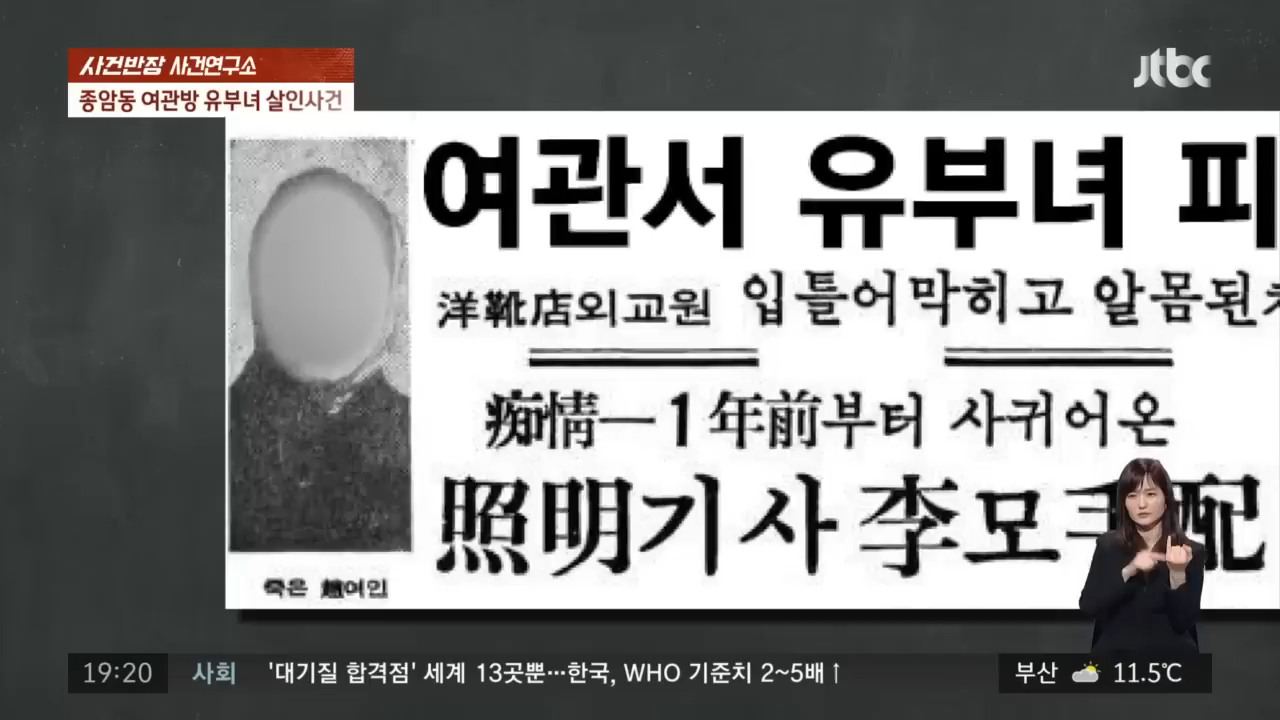 사건반장 사건연구소
종암동 여관방 유부녀 살인사건
jtbc
여관서 유부녀 피
洋靴店외교원 입틀어막히고 알몸된
痴情―1年前부터 사귀어온
照明기사 李모 配
죽은 趙여인
19:20 사회 '대기질 합격점' 세계 13곳뿐…한국, WHO 기준치 2~5배↑
부산 11.5℃